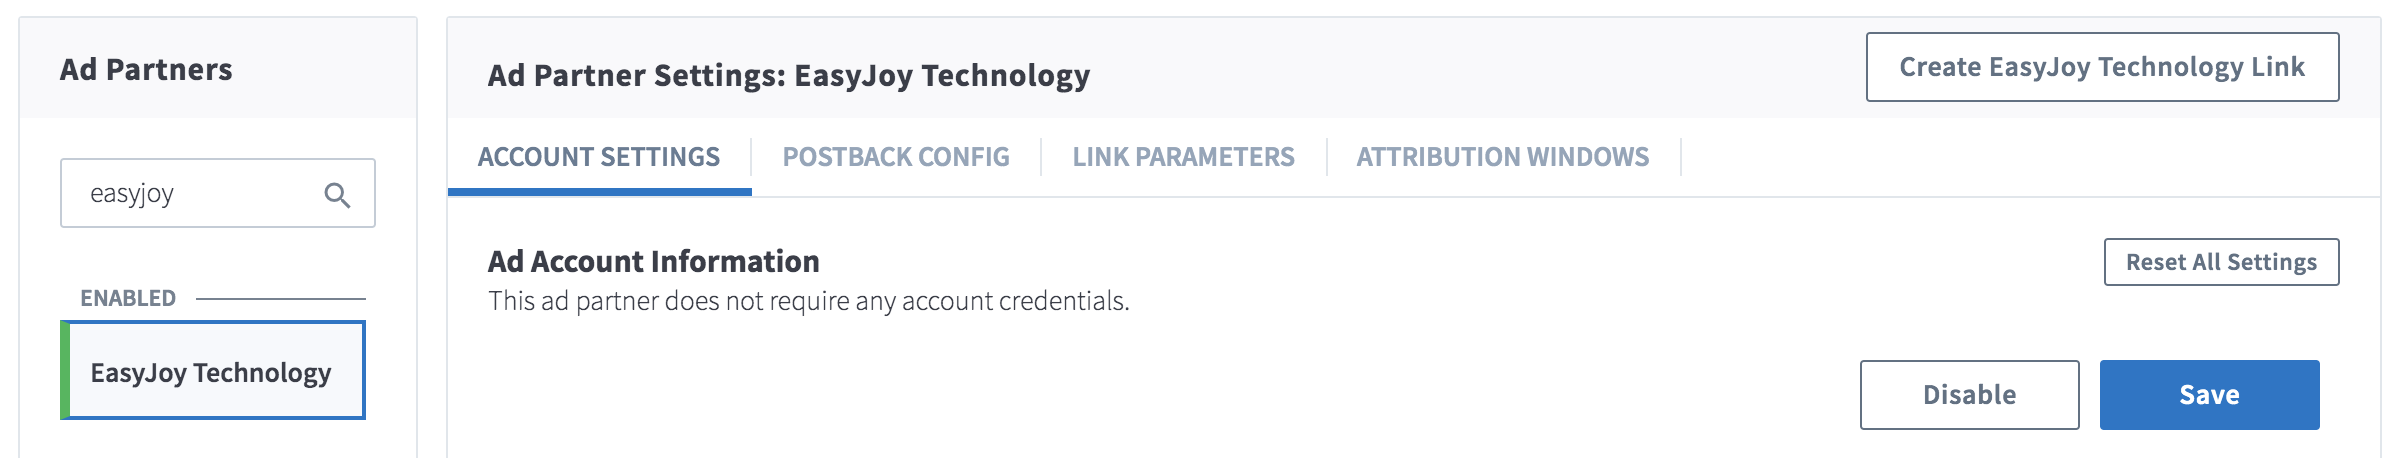 Ad Partners
easyjoy
ENABLED
EasyJoy Technology
Ad Partner Settings: EasyJoy Technology
Create EasyJoy Technology Link
ACCOUNT SETTINGS
POSTBACK CONFIG
LINK PARAMETERS
ATTRIBUTION WINDOWS
Ad Account Information
Reset All Settings
This ad partner does not require any account credentials.
Disable
Save